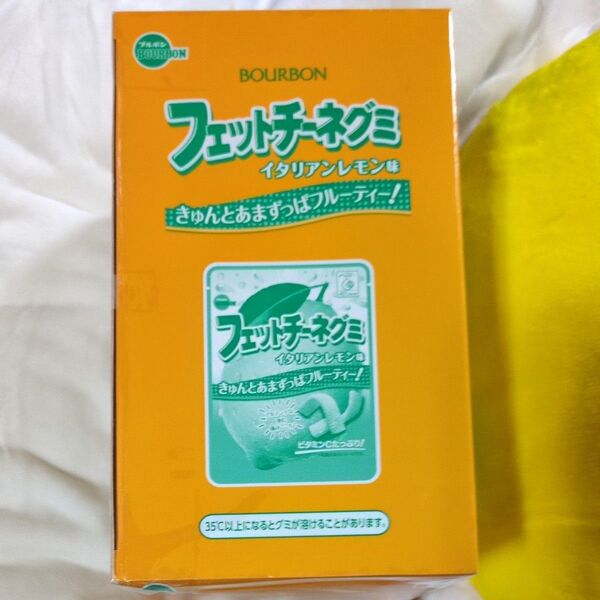 ブルボン
BOURBON
BOURBON
フェットチーネグミ
イタリアンレモン味
きゅんとあまずっぱフルーティー!
フェットチーネグミ
イタリアンレモン味
きゅんとあまずっぱフルーティー!
ビタミンCたっぷり!
35℃以上になるとグミが溶けることがあります。
ブルボン
BOURBON